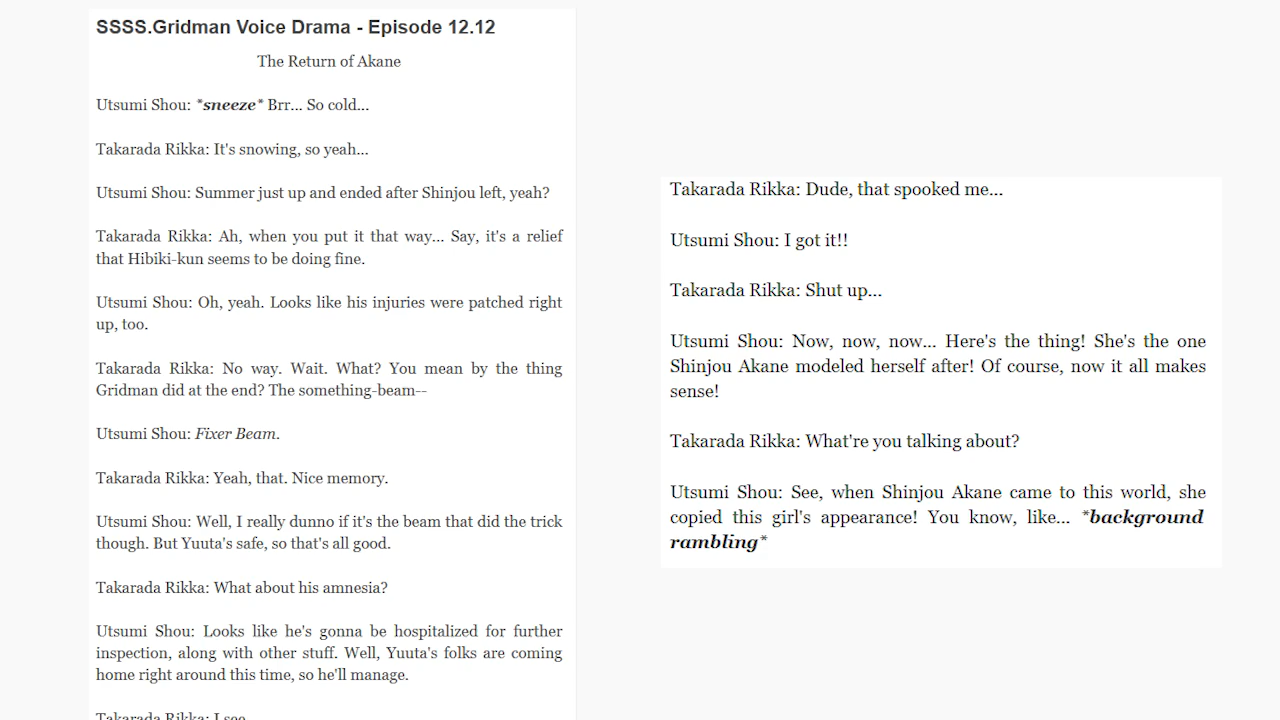 SSSS.Gridman Voice Drama - Episode 12.12
The Return of Akane
Utsumi Shou: *sneeze* Brr... So cold...
Takarada Rikka: It's snowing, so yeah...
Utsumi Shou: Summer just up and ended after Shinjou left, yeah?
Takarada Rikka: Ah, when you put it that way... Say, it's a relief
that Hibiki-kun seems to be doing fine.
Utsumi Shou: Oh, yeah. Looks like his injuries were patched right
up, too.
Takarada Rikka: No way. Wait. What? You mean by the thing
Gridman did at the end? The something-beam--
Utsumi Shou: Fixer Beam.
Takarada Rikka: Yeah, that. Nice memory.
Utsumi Shou: Well, I really dunno if it's the beam that did the trick
though. But Yuuta's safe, so that's all good.
Takarada Rikka: What about his amnesia?
Utsumi Shou: Looks like he's gonna be hospitalized for further
inspection, along with other stuff. Well, Yuuta's folks are coming
home right around this time, so he'll manage.
Takarada Rikka: I see
Takarada Rikka: Dude, that spooked me...
Utsumi Shou: I got it!!
Takarada Rikka: Shut up...
Utsumi Shou: Now, now, now... Here's the thing! She's the one
Shinjou Akane modeled herself after! Of course, now it all makes
sense!
Takarada Rikka: What're you talking about?
Utsumi Shou: See, when Shinjou Akane came to this world, she
copied this girl's appearance! You know, like... *background
rambling*